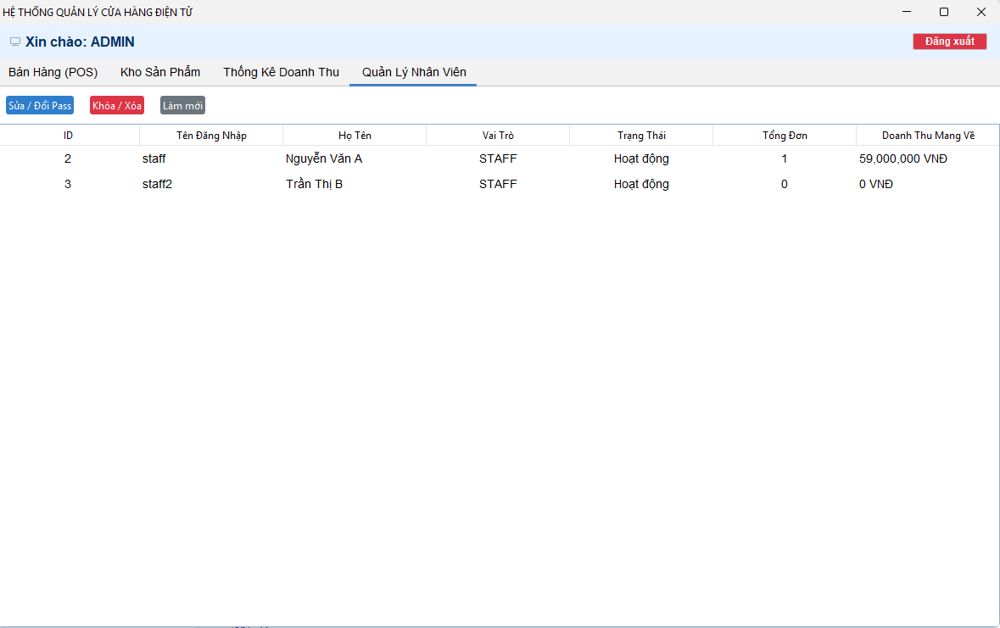 HỆ THỐNG QUẢN LÝ CỬA HÀNG ĐIỆN TỬ
Xin chào: ADMIN Đăng xuất
Bán Hàng (POS) Kho Sản Phẩm Thống Kê Doanh Thu Quản Lý Nhân Viên
Sửa / Đổi Pass Khóa / Xóa Làm mới
ID Tên Đăng Nhập Họ Tên Vai Trò Trạng Thái Tổng Đơn Doanh Thu Mang Về
2 staff Nguyễn Văn A STAFF Hoạt động 1 59,000,000 VNĐ
3 staff2 Trần Thị B STAFF Hoạt động 0 0 VNĐ